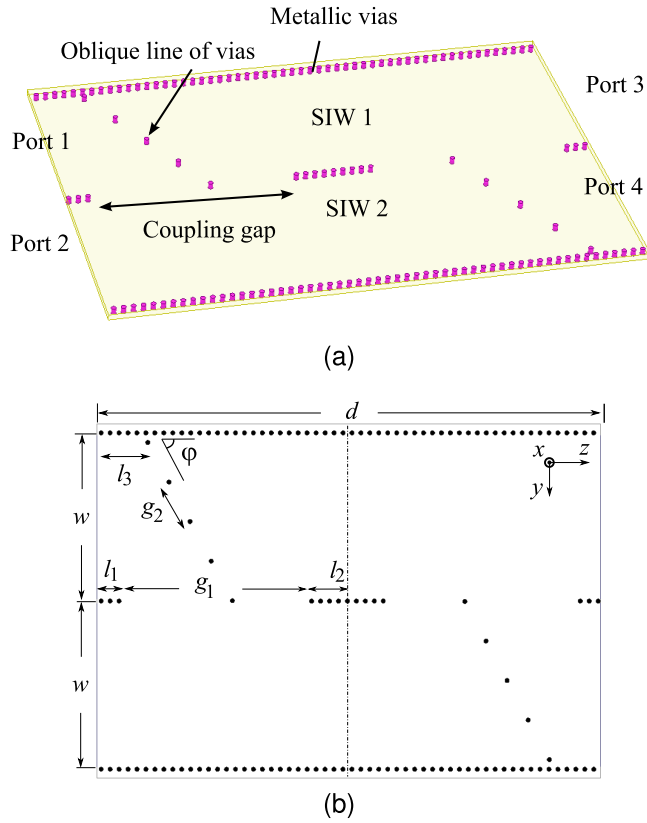 Metallic vias
Oblique line of vias
Port 3
SIW 1
Port 1
Port 4
SIW 2
Port 2
Coupling gap
(a)
d
φ
x
z
l3
y
g2
w
l1
g1
l2
w
(b)